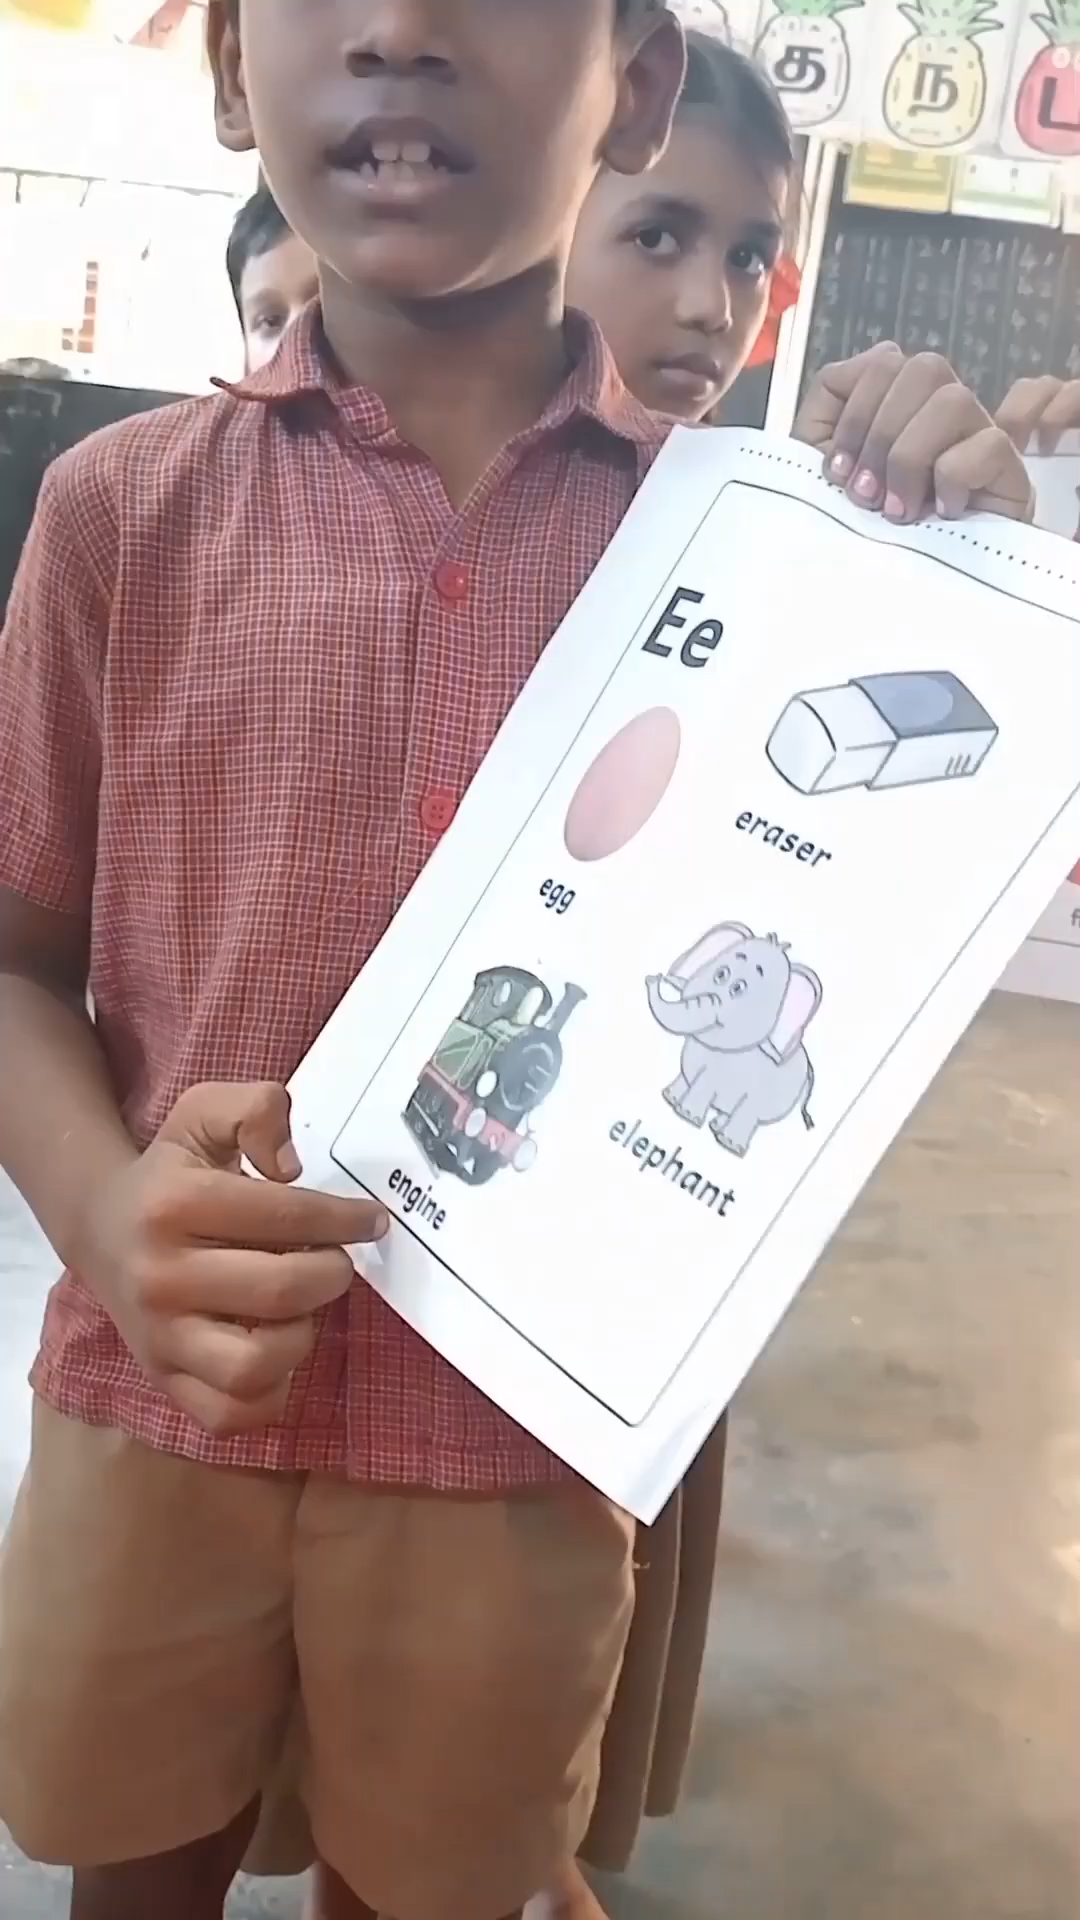 த
ந
ப
Ee
eraser
egg
elephant
engine